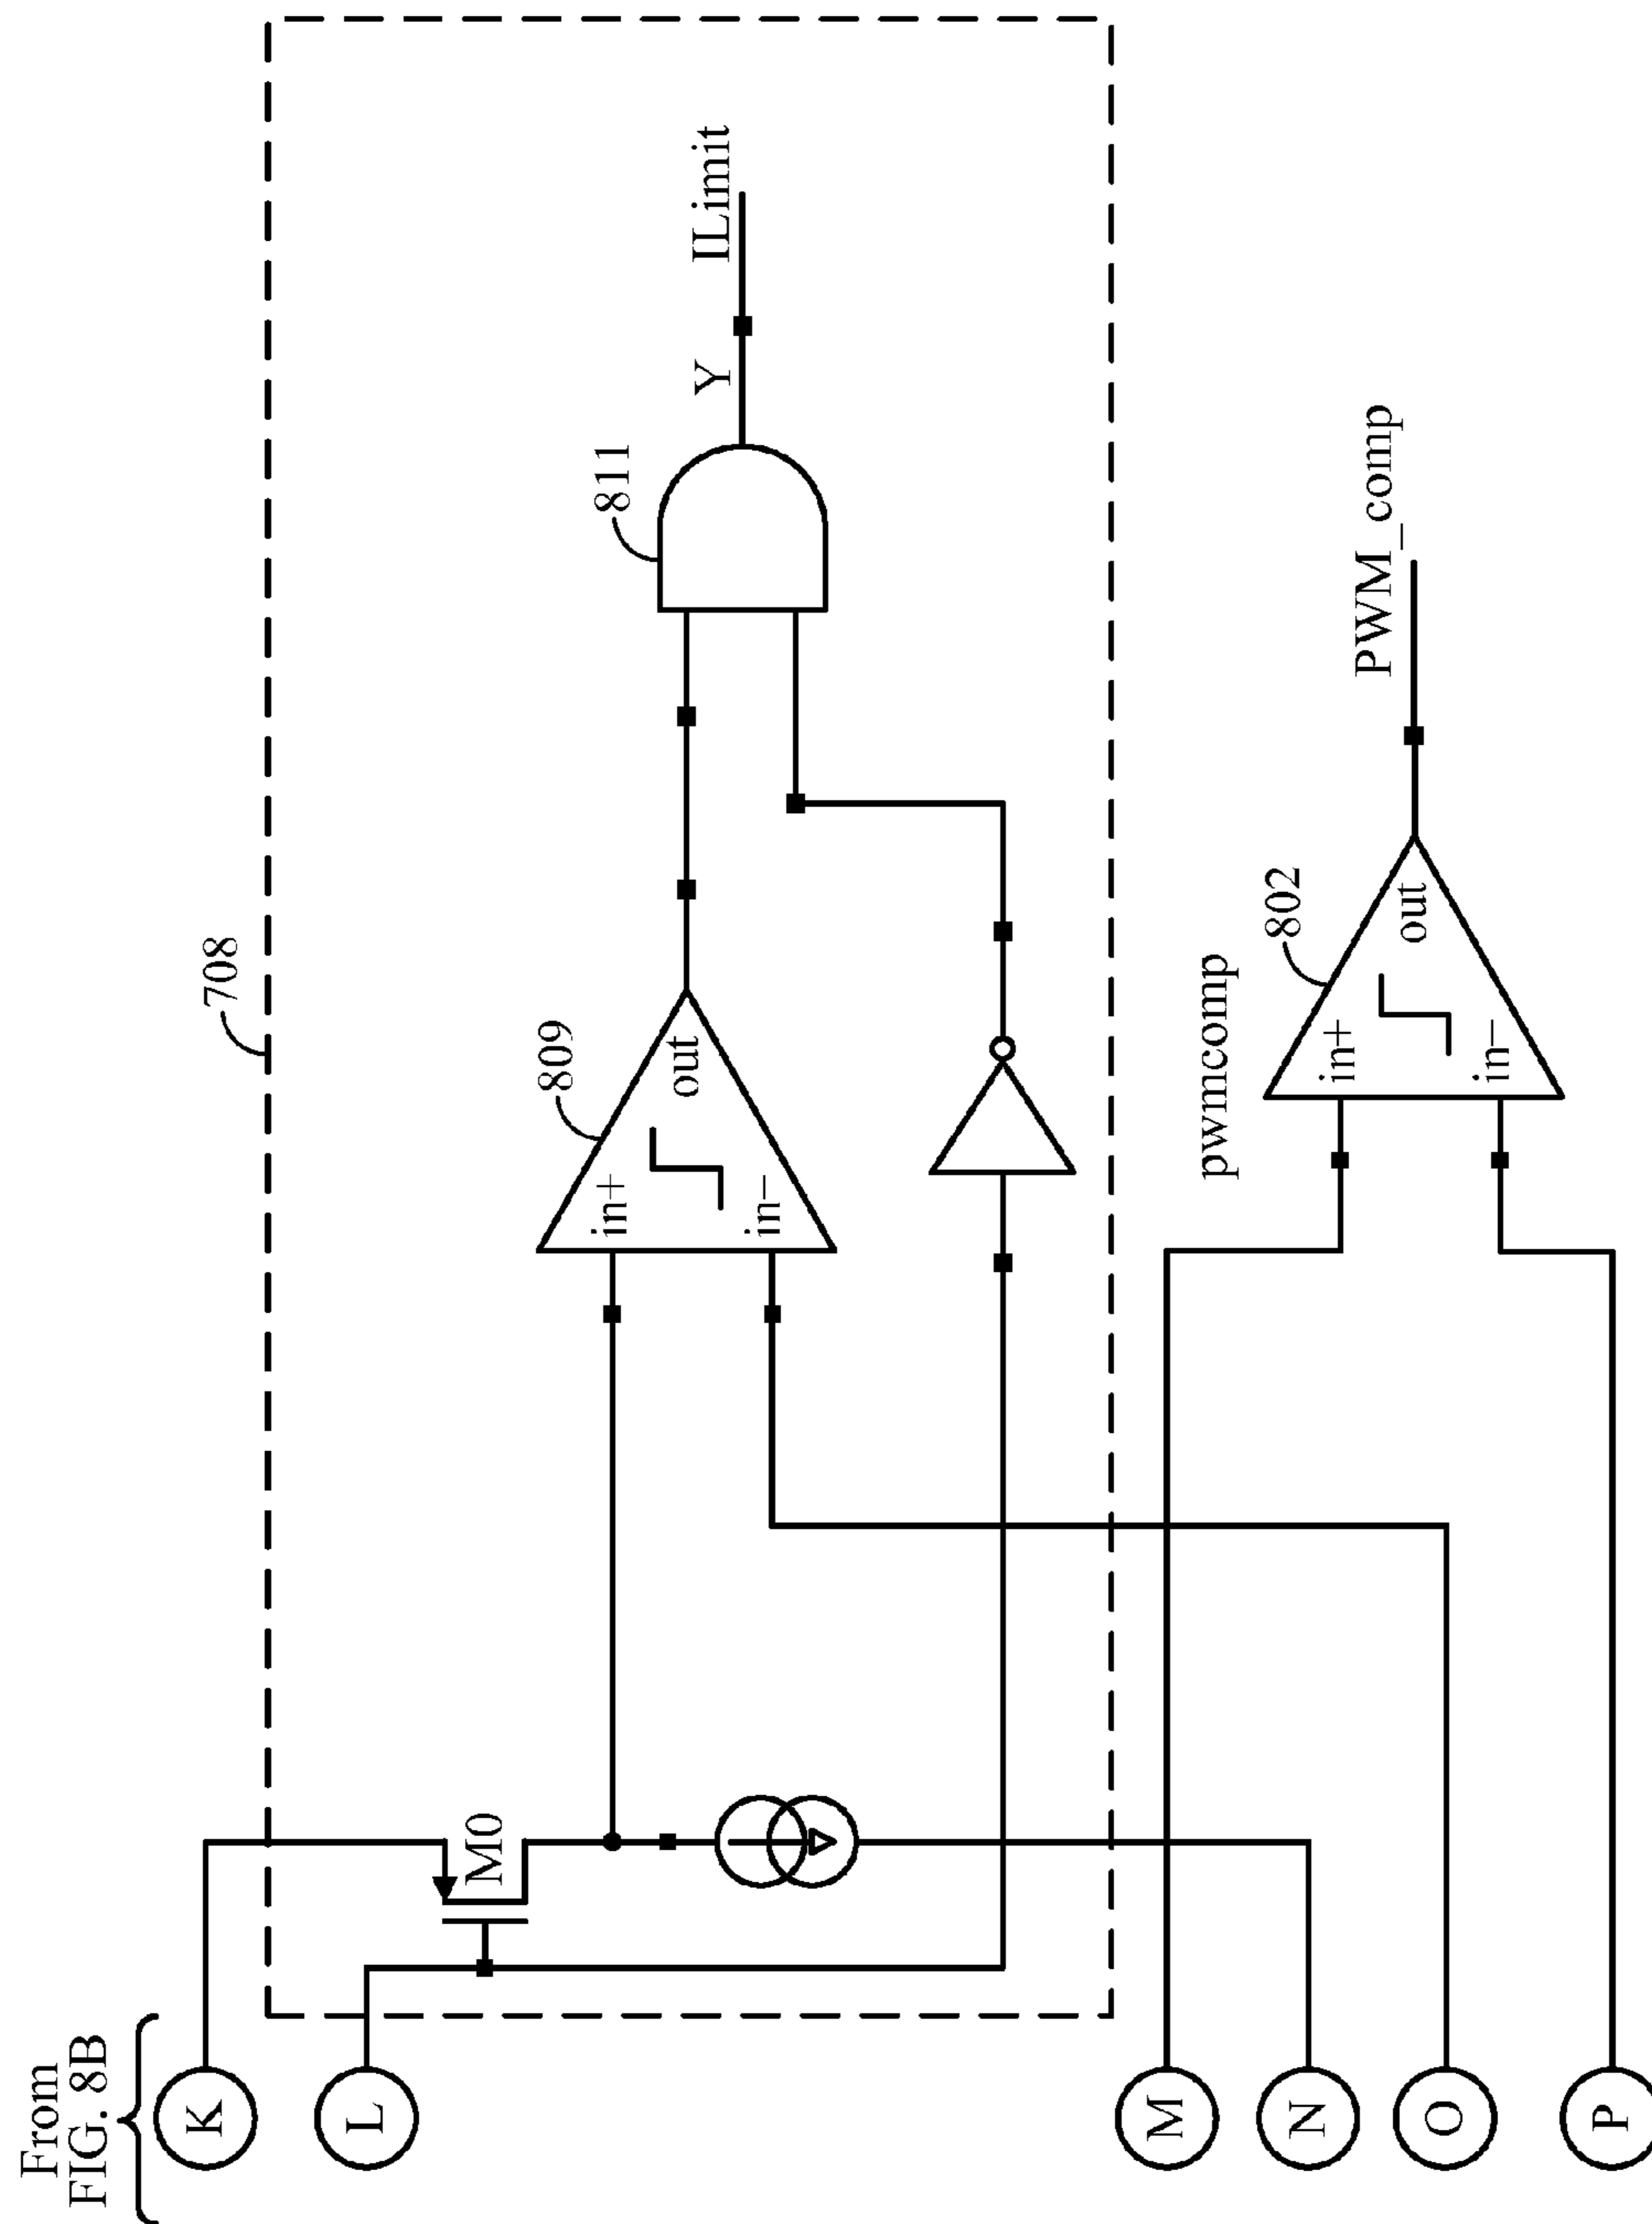 From
FIG. 8B
K
L
M
N
O
P
708
M0
809
in+
in−
out
811
Y
ILimit
pwmcomp
802
in+
in−
out
PWM_comp